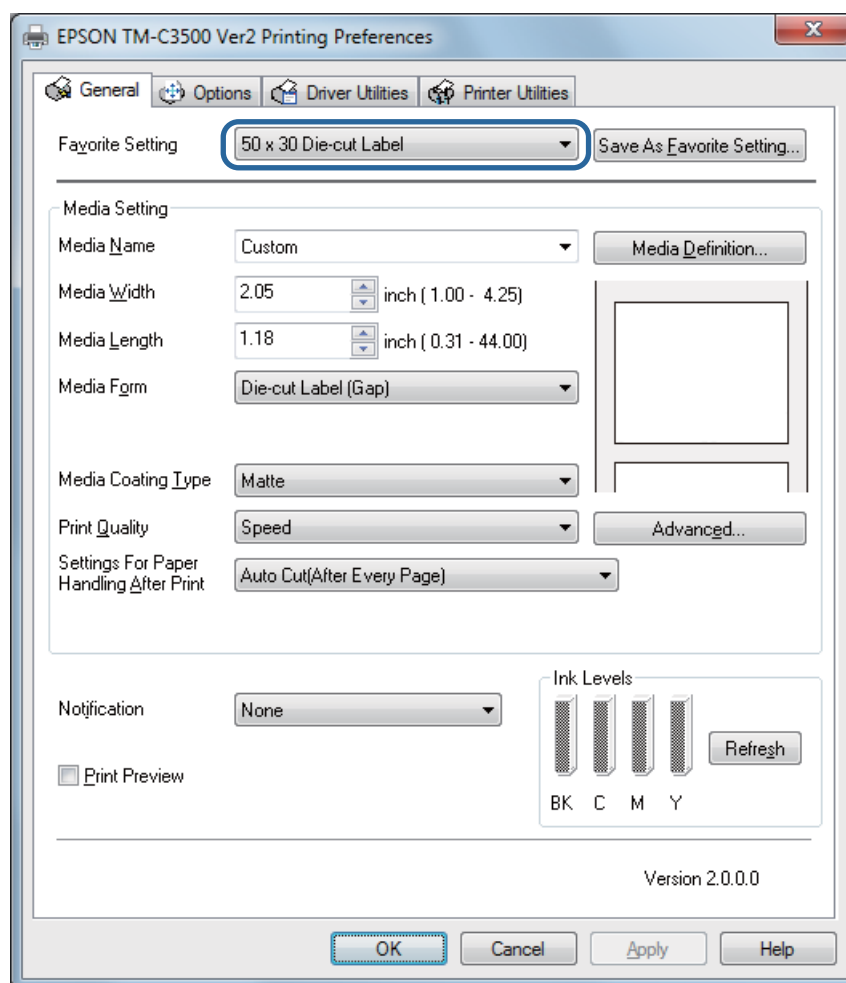 EPSON TM-C3500 Ver2 Printing Preferences
General Options Driver Utilities Printer Utilities
Favorite Setting 50 x 30 Die-cut Label Save As Favorite Setting...
Media Setting
Media Name Custom Media Definition...
Media Width 2.05 inch ( 1.00 - 4.25)
Media Length 1.18 inch ( 0.31 - 44.00)
Media Form Die-cut Label (Gap)
Media Coating Type Matte
Print Quality Speed Advanced...
Settings For Paper
Handling After Print Auto Cut(After Every Page)
Ink Levels
Notification None
Refresh
Print Preview
BK C M Y
Version 2.0.0.0
OK Cancel Apply Help